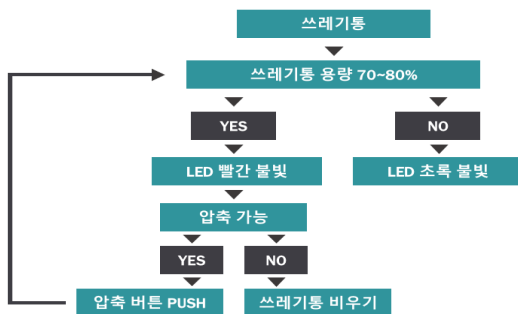 쓰레기통
쓰레기통 용량 70~80%
YES
NO
LED 빨간 불빛
LED 초록 불빛
압축 가능
YES
NO
압축 버튼 PUSH
쓰레기통 비우기